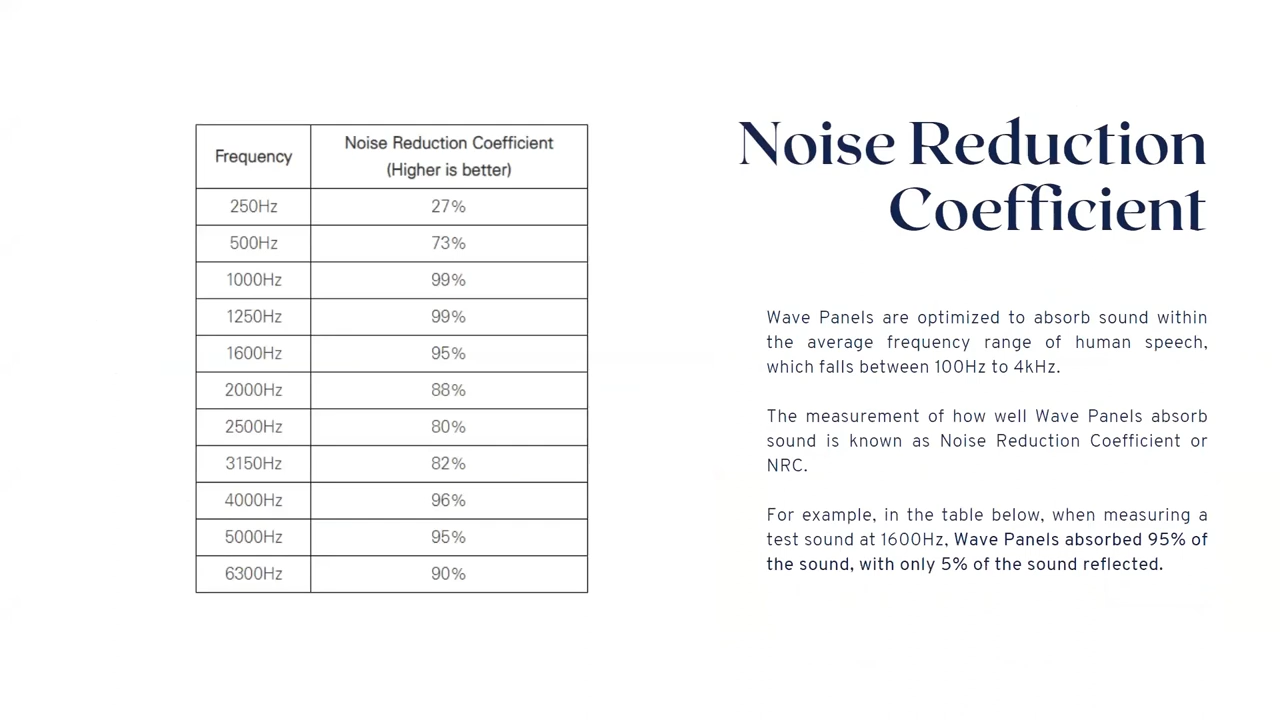 Noise Reduction
Coefficient
Frequency
Noise Reduction Coefficient
(Higher is better)
250Hz 27%
500Hz 73%
1000Hz 99%
1250Hz 99%
1600Hz 95%
2000Hz 88%
2500Hz 80%
3150Hz 82%
4000Hz 96%
5000Hz 95%
6300Hz 90%
Wave Panels are optimized to absorb sound within
the average frequency range of human speech,
which falls between 100Hz to 4kHz.
The measurement of how well Wave Panels absorb
sound is known as Noise Reduction Coefficient or
NRC.
For example, in the table below, when measuring a
test sound at 1600Hz, Wave Panels absorbed 95% of
the sound, with only 5% of the sound reflected.